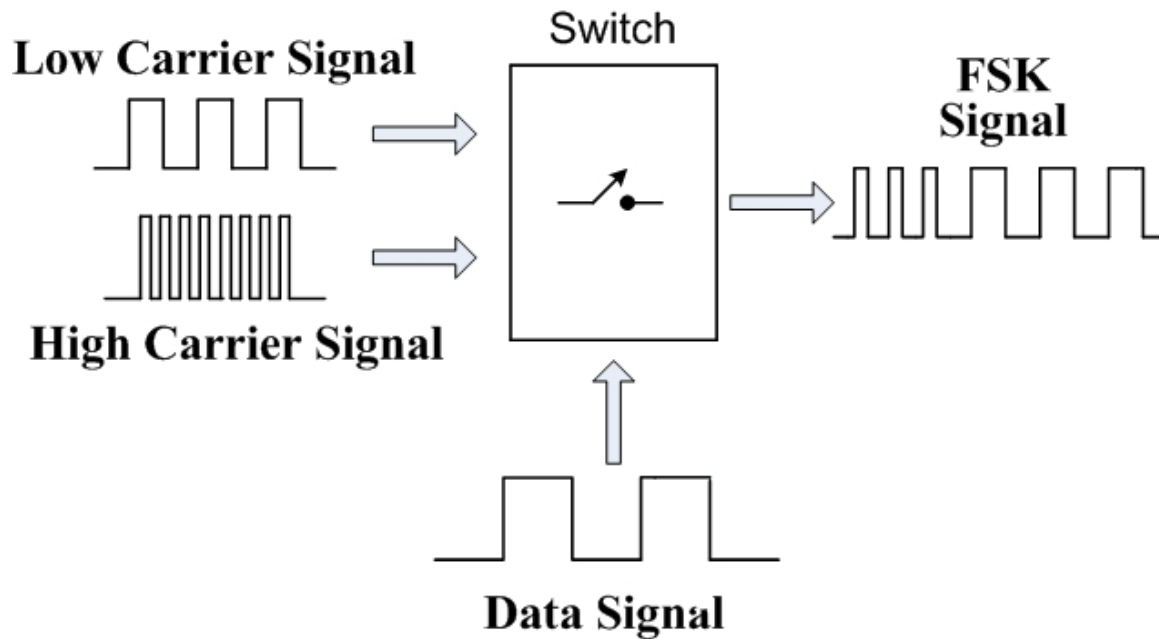 Switch
Low Carrier Signal
FSK
Signal
High Carrier Signal
Data Signal